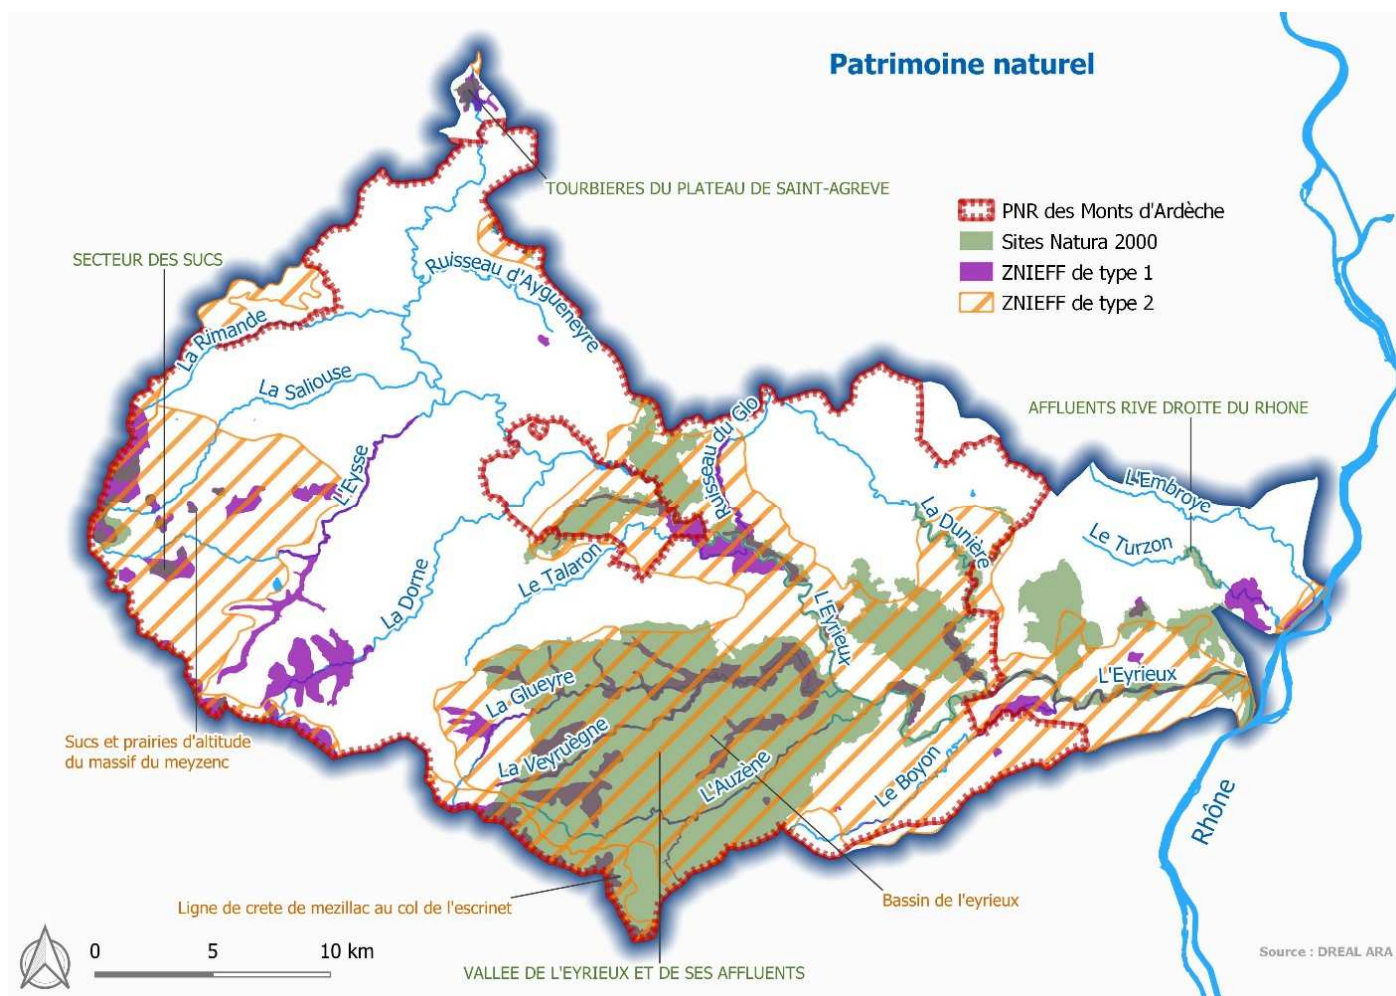 Patrimoine naturel
TOURBIERES DU PLATEAU DE SAINT-AGREVE
PNR des Monts d'Ardèche
Sites Natura 2000
ZNIEFF de type 1
ZNIEFF de type 2
SECTEUR DES SUCS
Ruisseau d'Aygueneyre
La Rimande
La Saliouse
L'Eysse
Ruisseau du Glo
AFFLUENTS RIVE DROITE DU RHONE
L'Embroye
La Dunière
Le Turzon
La Dorne
Le Talaron
L'Eyrieux
L'Eyrieux
La Glueyre
La Veyruègne
L'Auzène
Le Boyon
Sucs et prairies d'altitude
du massif du meyzenc
Rhône
Ligne de crete de mezillac au col de l'escrinet
Bassin de l'eyrieux
0 5 10 km
VALLEE DE L'EYRIEUX ET DE SES AFFLUENTS
Source : DREAL ARA